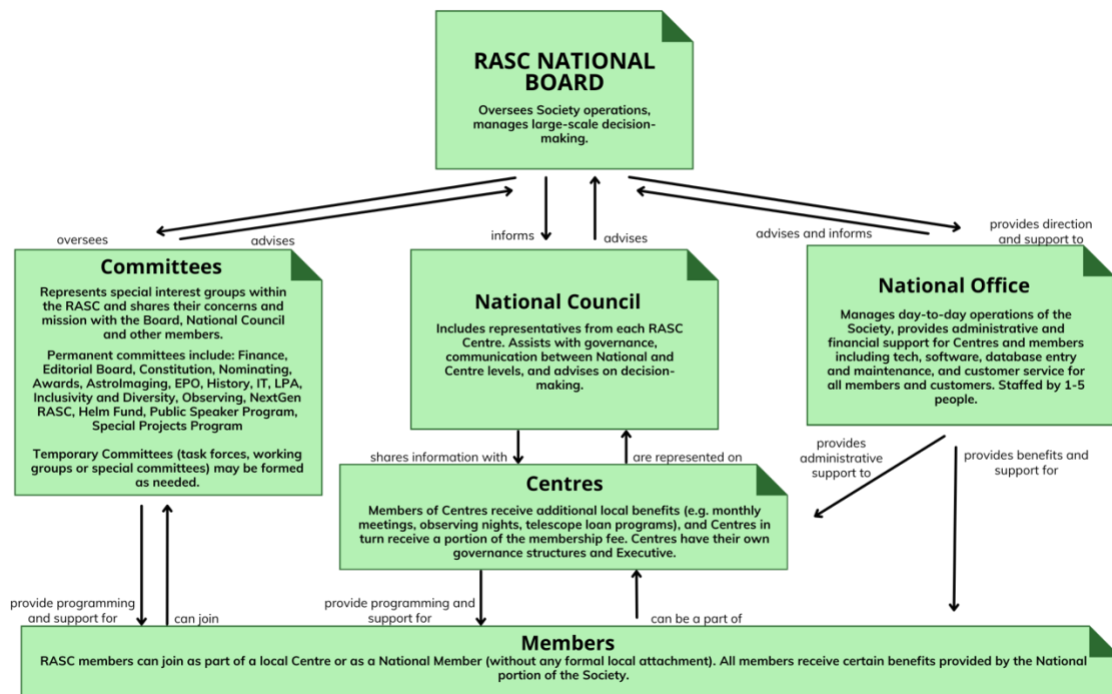 RASC NATIONAL
BOARD
Oversees Society operations,
manages large-scale decision-
making.
oversees
advises
informs
advises
advises and informs
provides direction
and support to
Committees
Represents special interest groups within
the RASC and shares their concerns and
mission with the Board, National Council
and other members.
Permanent committees include: Finance,
Editorial Board, Constitution, Nominating,
Awards, AstroImaging, EPO, History, IT, LPA,
Inclusivity and Diversity, Observing, NextGen
RASC, Helm Fund, Public Speaker Program,
Special Projects Program
Temporary Committees (task forces, working
groups or special committees) may be formed
as needed.
National Council
Includes representatives from each RASC
Centre. Assists with governance,
communication between National and
Centre levels, and advises on decision-
making.
National Office
Manages day-to-day operations of the
Society, provides administrative and
financial support for Centres and members
including tech, software, database entry
and maintenance, and customer service for
all members and customers. Staffed by 1-5
people.
shares information with
are represented on
provides
administrative
support to
provides benefits and
support for
Centres
Members of Centres receive additional local benefits (e.g. monthly
meetings, observing nights, telescope loan programs), and Centres in
turn receive a portion of the membership fee. Centres have their own
governance structures and Executive.
provide programming
and support for
can join
provide programming and
support for
can be a part of
Members
RASC members can join as part of a local Centre or as a National Member (without any formal local attachment). All members receive certain benefits provided by the National
portion of the Society.